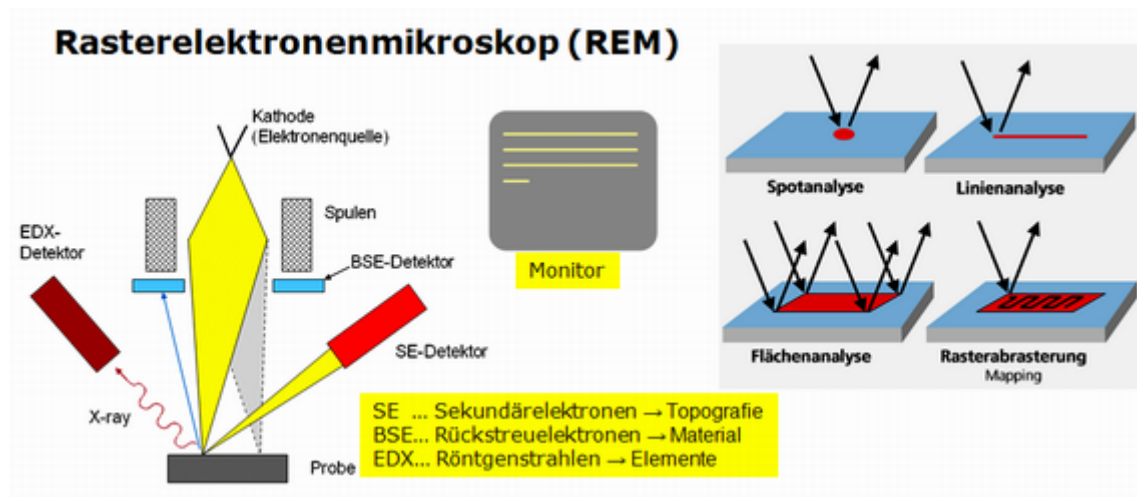 Rasterelektronenmikroskop (REM)
Kathode
(Elektronenquelle)
Spulen
EDX-
Detektor
BSE-Detektor
SE-Detektor
X-ray
Probe
Monitor
SE ... Sekundärelektronen → Topografie
BSE... Rückstreuelektronen → Material
EDX... Röntgenstrahlen → Elemente
Spotanalyse
Linienanalyse
Flächenanalyse
Rasterabrasterung
Mapping